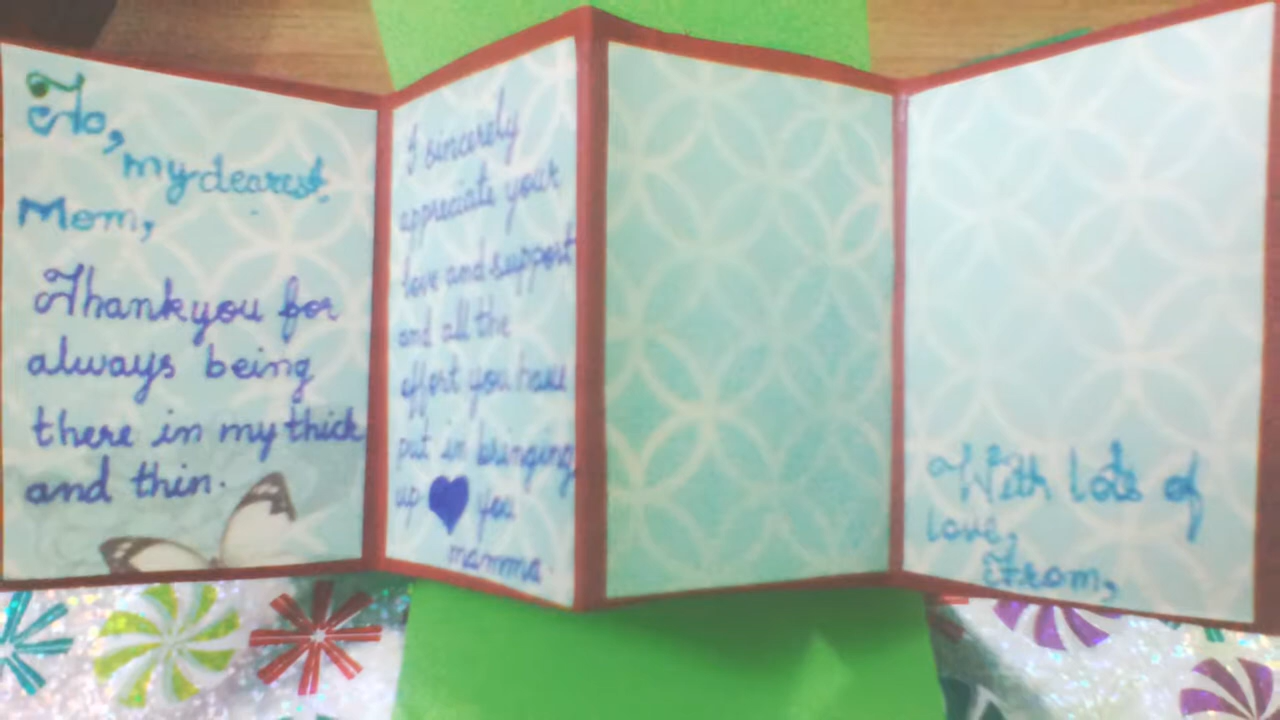 To,
my dearest
Mom,
Thankyou for
always being
there in my thick
and thin.
I sincerely
appreciate your
love and support
and all the
effort you have
put in bringing
up ♥ you
mamma
With lots of
love,
From,